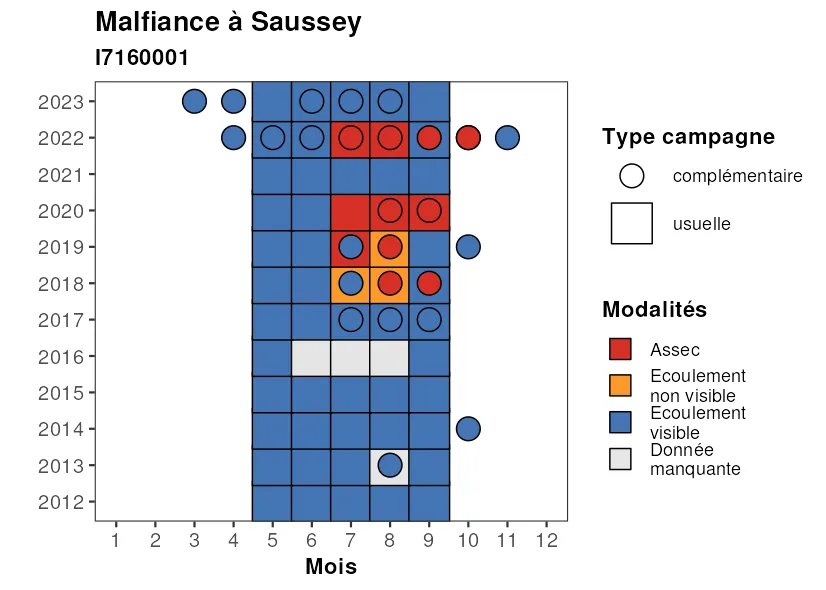 Malfiance à Saussey
I7160001
2023
2022
2021
2020
2019
2018
2017
2016
2015
2014
2013
2012
1 2 3 4 5 6 7 8 9 10 11 12
Mois
Type campagne
complémentaire
usuelle
Modalités
Assec
Ecoulement
non visible
Ecoulement
visible
Donnée
manquante